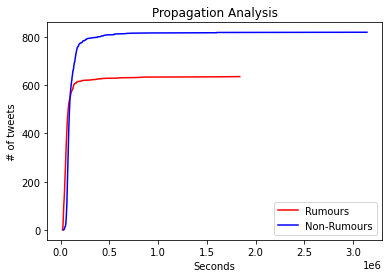 Propagation Analysis
# of tweets
800
600
400
200
0
0.0 0.5 1.0 1.5 2.0 2.5 3.0
1e6
Seconds
Rumours
Non-Rumours